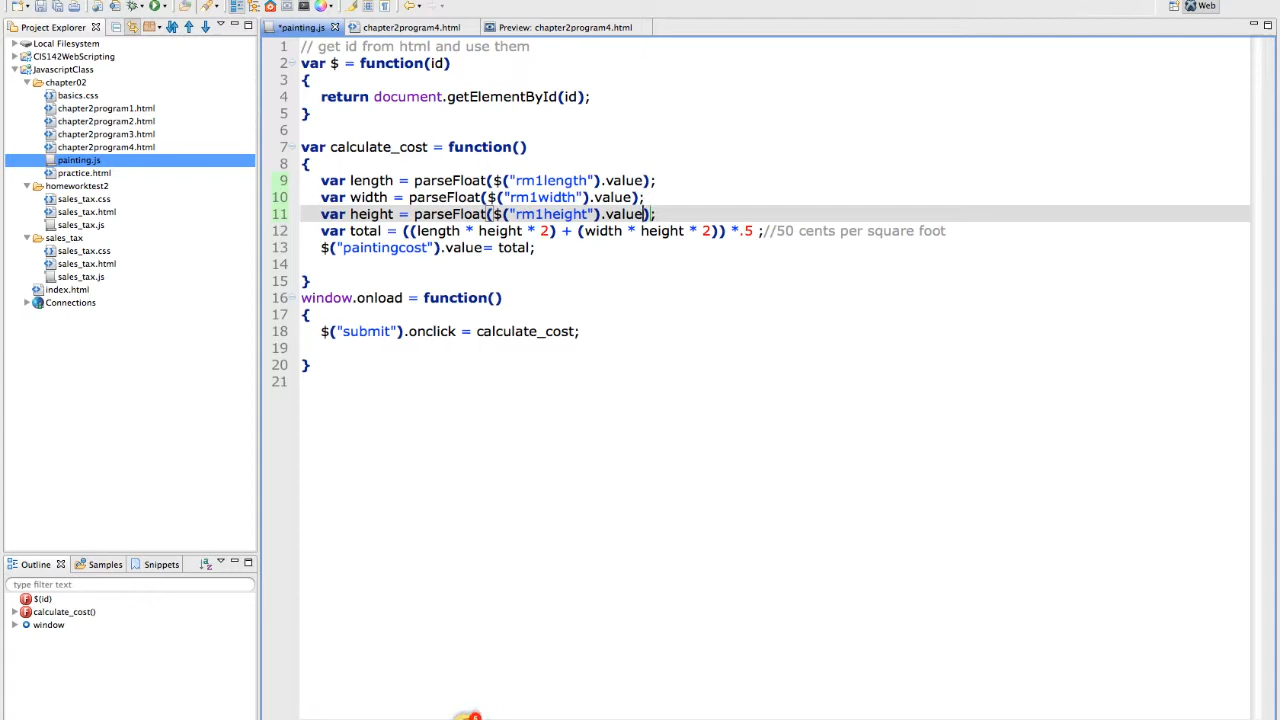 Web
Project Explorer
*painting.js
chapter2program4.html
Preview: chapter2program4.html
Local Filesystem
CIS142WebScripting
JavascriptClass
chapter02
basics.css
chapter2program1.html
chapter2program2.html
chapter2program3.html
chapter2program4.html
painting.js
practice.html
homeworktest2
sales_tax.css
sales_tax.html
sales_tax.js
sales_tax
sales_tax.css
sales_tax.html
sales_tax.js
index.html
Connections
1 // get id from html and use them
2 var $ = function(id)
3 {
4 return document.getElementById(id);
5 }
6
7 var calculate_cost = function()
8 {
9 var length = parseFloat($("rm1length").value);
10 var width = parseFloat($("rm1width").value);
11 var height = parseFloat($("rm1height").value);
12 var total = ((length * height * 2) + (width * height * 2)) *.5 ;//50 cents per square foot
13 $("paintingcost").value= total;
14
15 }
16 window.onload = function()
17 {
18 $("submit").onclick = calculate_cost;
19
20 }
21
Outline
Samples
Snippets
type filter text
$(id)
calculate_cost()
window